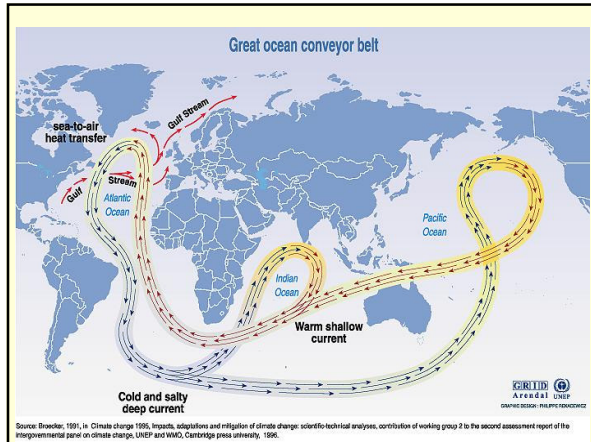 Great ocean conveyor belt
sea-to-air
heat transfer
Gulf Stream
Gulf
Stream
Atlantic
Ocean
Pacific
Ocean
Indian
Ocean
Warm shallow
current
Cold and salty
deep current
GRID
Arendal UNEP
GRAPHIC DESIGN : PHILIPPE REKACEWICZ
Source: Broecker, 1991, in Climate change 1995, Impacts, adaptations and mitigation of climate change: scientific-technical analyses, contribution of working group 2 to the second assessment report of the
intergovernmental panel on climate change, UNEP and WMO, Cambridge press university, 1996.